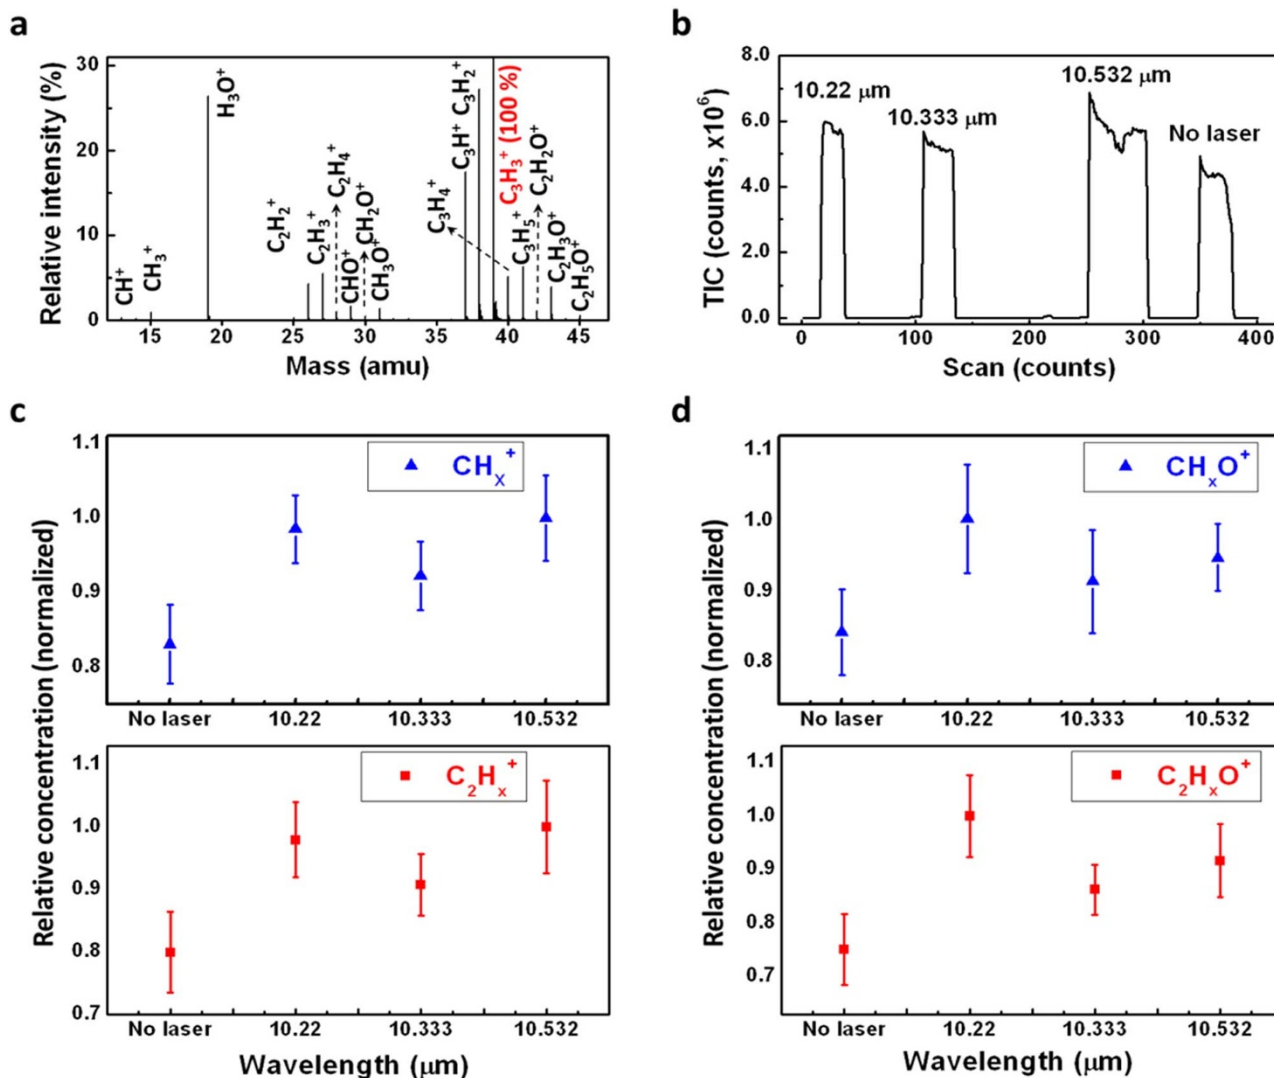 a
Relative intensity (%)
30
20
10
0
CH⁺
CH₃⁺
H₃O⁺
C₂H₂⁺
C₂H₃⁺
C₂H₄⁺
CHO⁺
CH₂O⁺
CH₃O⁺
C₃H₄⁺
C₃H⁺
C₃H₂⁺
C₃H₃⁺ (100 %)
C₃H₅⁺
C₂H₂O⁺
C₂H₃O⁺
C₂H₅O⁺
15 20 25 30 35 40 45
Mass (amu)
b
TIC (counts, x10⁶)
8.0
6.0
4.0
2.0
0.0
10.22 μm
10.333 μm
10.532 μm
No laser
0 100 200 300 400
Scan (counts)
c
Relative concentration (normalized)
1.1
1.0
0.9
0.8
CHₓ⁺
No laser 10.22 10.333 10.532
1.1
1.0
0.9
0.8
0.7
C₂Hₓ⁺
No laser 10.22 10.333 10.532
Wavelength (μm)
d
Relative concentration (normalized)
1.1
1.0
0.9
0.8
CHₓO⁺
No laser 10.22 10.333 10.532
1.1
1.0
0.9
0.8
0.7
C₂HₓO⁺
No laser 10.22 10.333 10.532
Wavelength (μm)